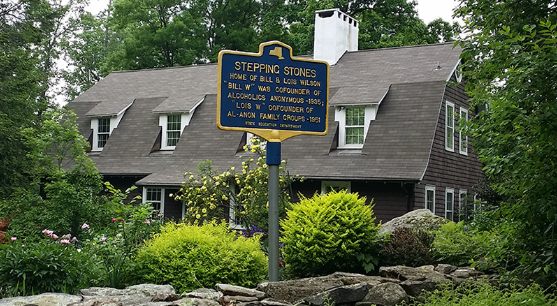 STEPPING STONES
HOME OF BILL & LOIS WILSON
"BILL W" WAS COFOUNDER OF
ALCOHOLICS ANONYMOUS-1935;
"LOIS W" COFOUNDER OF
AL-ANON FAMILY GROUPS-1951
STATE EDUCATION DEPARTMENT